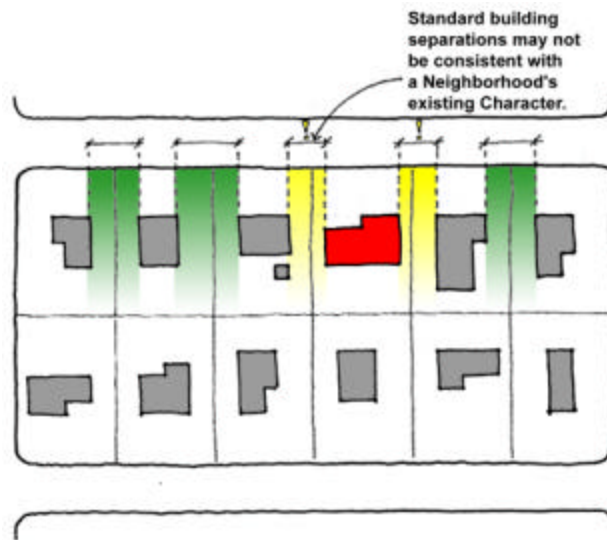 Standard building
separations may not
be consistent with
a Neighborhood's
existing Character.